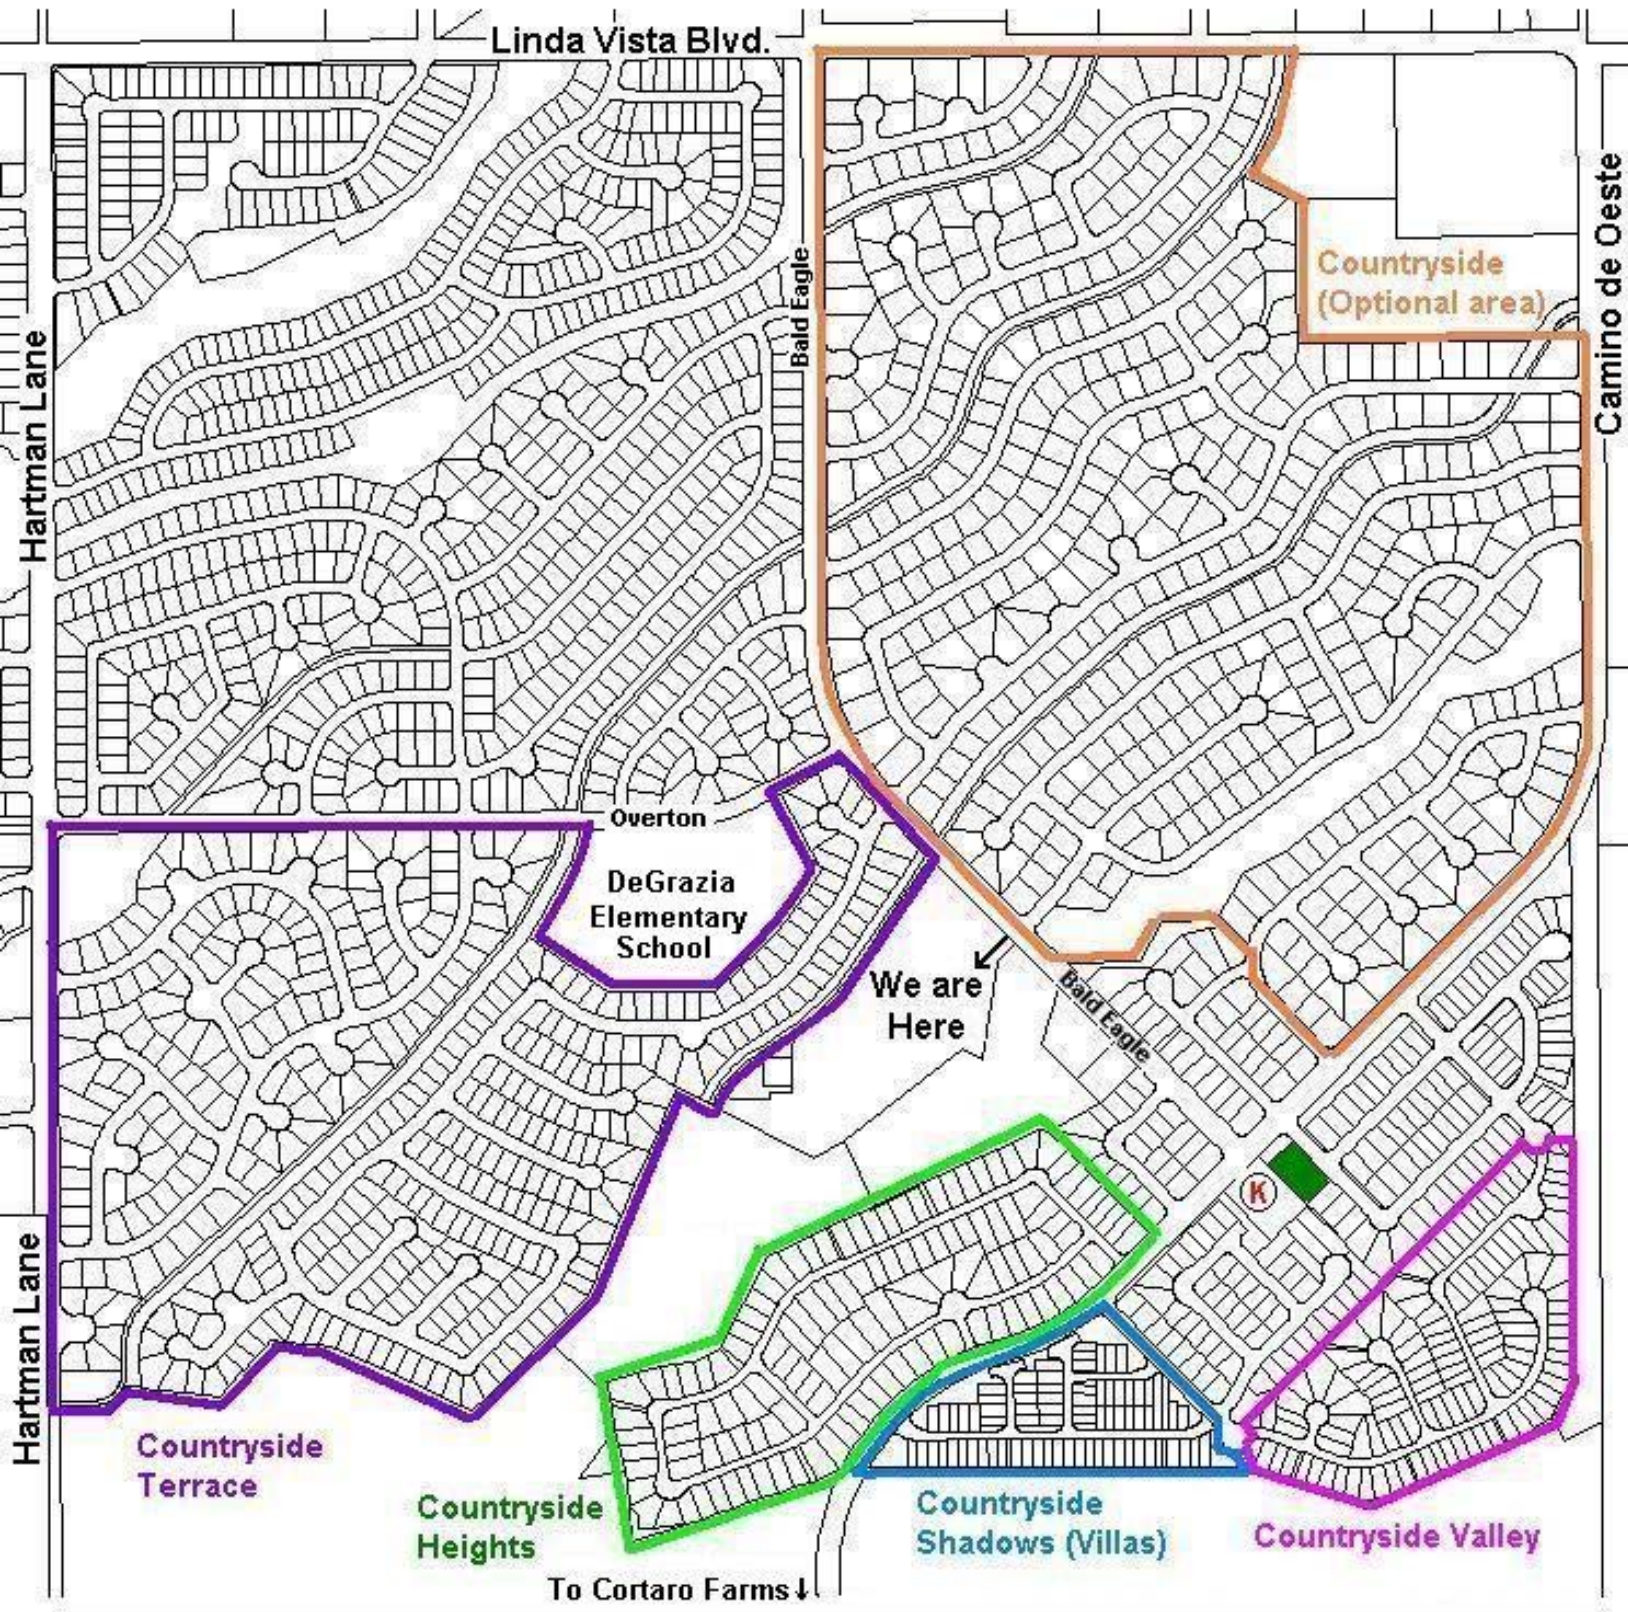 Linda Vista Blvd.
Camino de Oeste
Countryside
(Optional area)
Bald Eagle
Hartman Lane
Overton
DeGrazia
Elementary
School
We are
Here
Bald Eagle
K
Hartman Lane
Countryside
Terrace
Countryside
Heights
Countryside
Shadows (Villas)
Countryside Valley
To Cortaro Farms↓